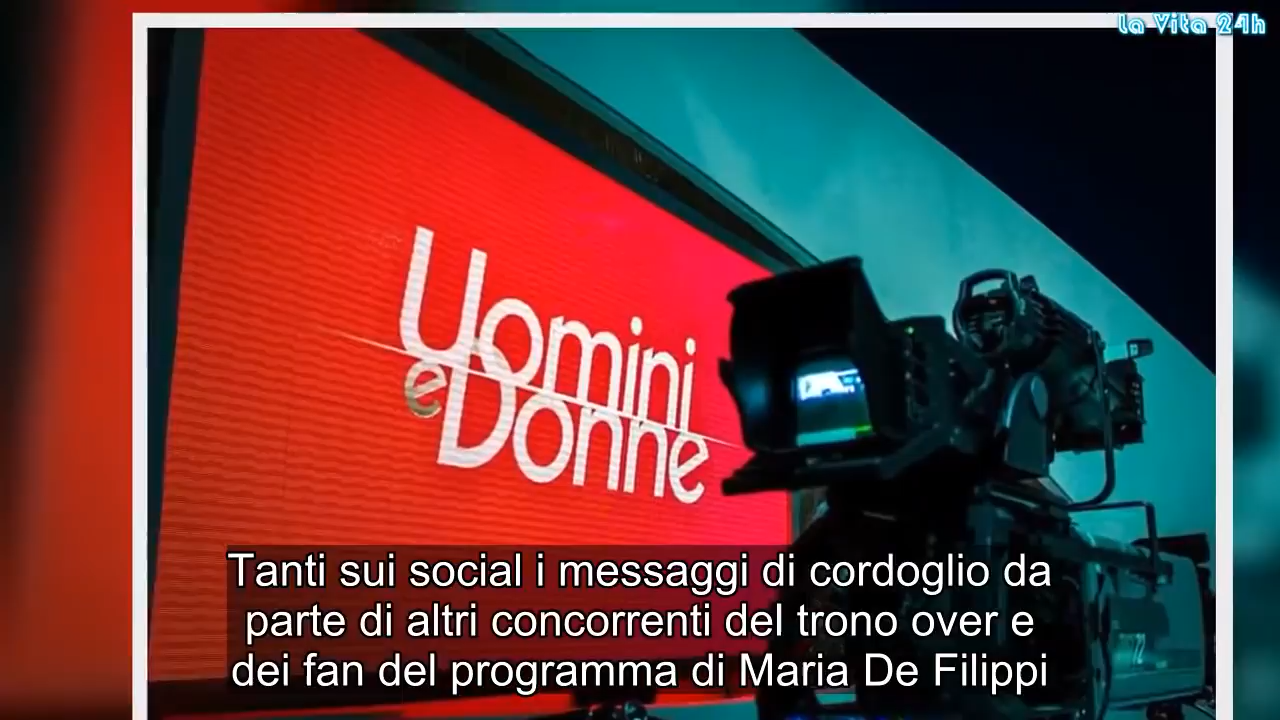 La Vita 24h
Uomini
e Donne
Tanti sui social i messaggi di cordoglio da
parte di altri concorrenti del trono over e
dei fan del programma di Maria De Filippi